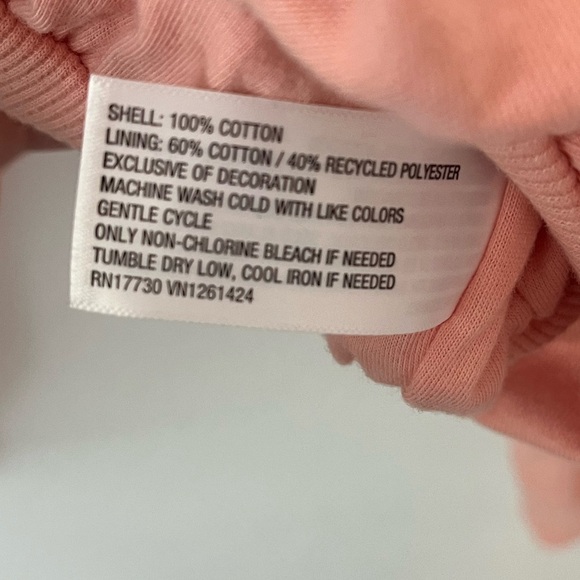 SHELL: 100% COTTON
LINING: 60% COTTON / 40% RECYCLED POLYESTER
EXCLUSIVE OF DECORATION
MACHINE WASH COLD WITH LIKE COLORS
GENTLE CYCLE
ONLY NON-CHLORINE BLEACH IF NEEDED
TUMBLE DRY LOW, COOL IRON IF NEEDED
RN17730 VN1261424